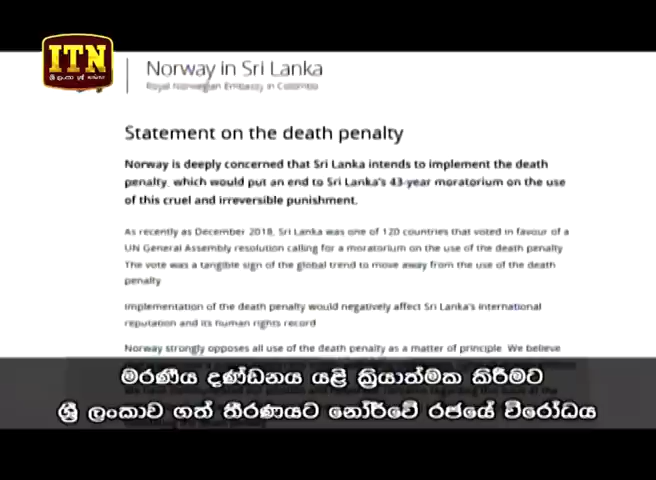 ITN
Norway in Sri Lanka
Royal Norwegian Embassy in Colombo
Statement on the death penalty
Norway is deeply concerned that Sri Lanka intends to implement the death
penalty, which would put an end to Sri Lanka's 43-year moratorium on the use
of this cruel and irreversible punishment.
As recently as December 2018, Sri Lanka was one of 120 countries that voted in favour of a
UN General Assembly resolution calling for a moratorium on the use of the death penalty
The vote was a tangible sign of the global trend to move away from the use of the death
penalty
Implementation of the death penalty would negatively affect Sri Lanka's international
reputation and its human rights record
Norway strongly opposes all use of the death penalty as a matter of principle. We believe
මරණීය දණ්ඩනය යළි ක්‍රියාත්මක කිරීමට
ශ්‍රී ලංකාව ගත් තීරණයට නෝර්වේ රජයේ විරෝධය